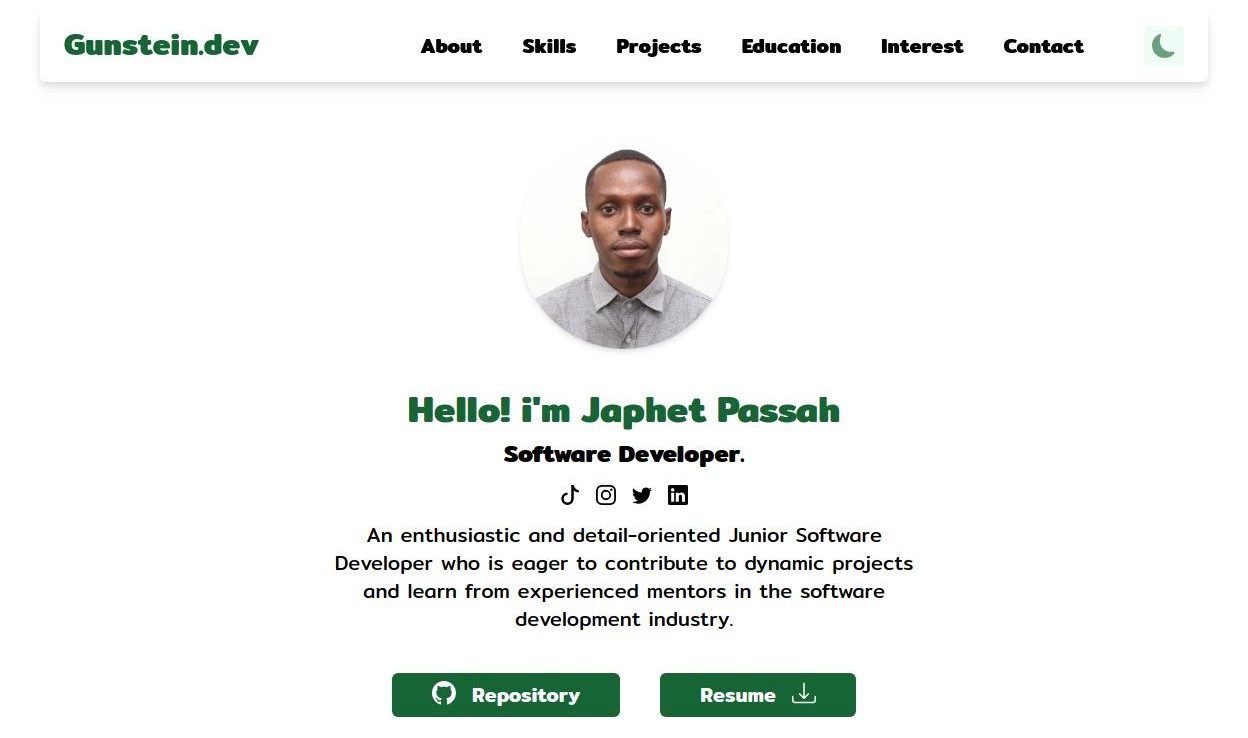 Gunstein.dev
About Skills Projects Education Interest Contact
Hello! i'm Japhet Passah
Software Developer.
An enthusiastic and detail-oriented Junior Software
Developer who is eager to contribute to dynamic projects
and learn from experienced mentors in the software
development industry.
Repository Resume